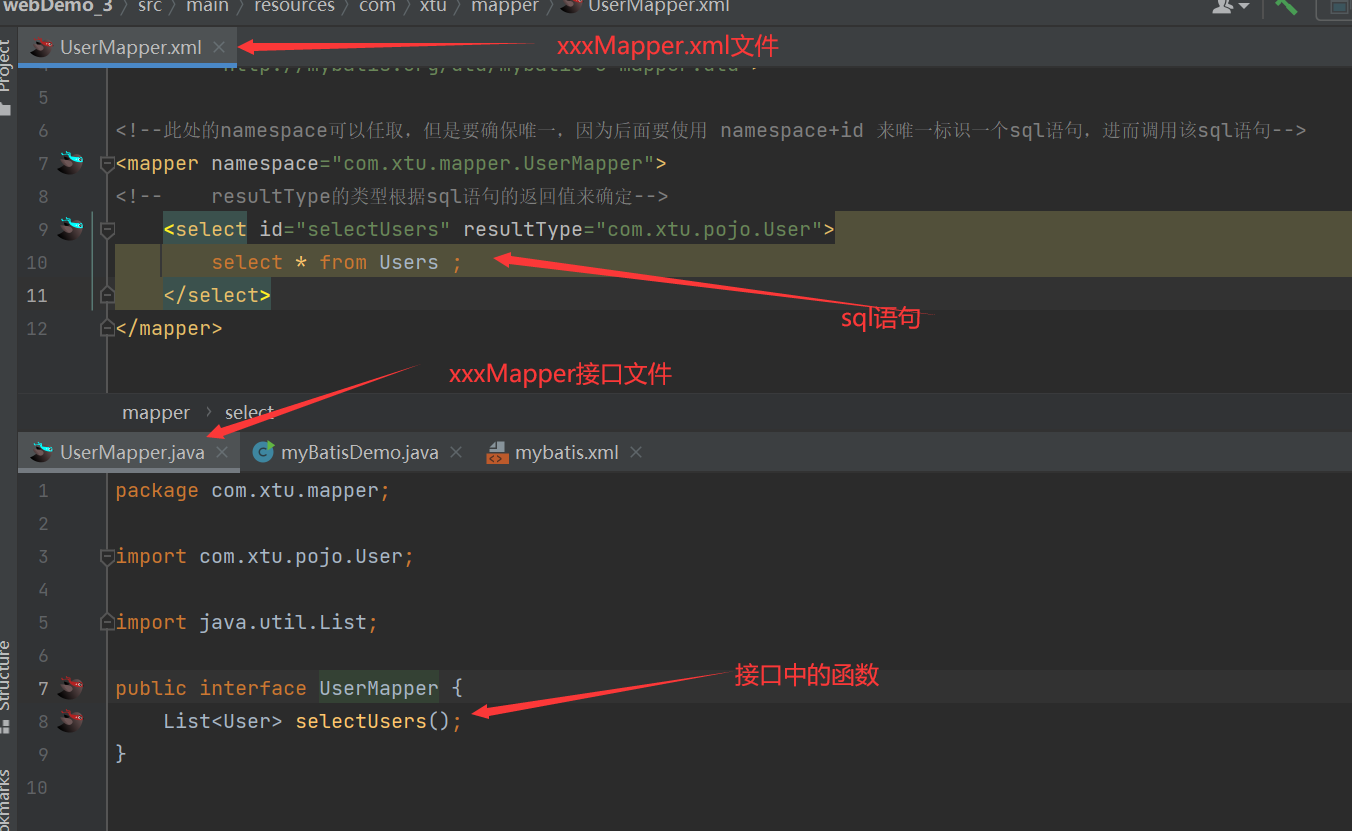 webDemo_3 > src > main > resources > com > xtu > mapper > UserMapper.xml
Project
UserMapper.xml
xxxMapper.xml文件
5
6 <!--此处的namespace可以任取，但是要确保唯一，因为后面要使用 namespace+id 来唯一标识一个sql语句，进而调用该sql语句-->
7 <mapper namespace="com.xtu.mapper.UserMapper">
8 <!-- resultType的类型根据sql语句的返回值来确定-->
9 <select id="selectUsers" resultType="com.xtu.pojo.User">
10 select * from Users ;
11 </select>
sql语句
12 </mapper>
xxxMapper接口文件
mapper > select
UserMapper.java myBatisDemo.java mybatis.xml
1 package com.xtu.mapper;
2
3 import com.xtu.pojo.User;
4
5 import java.util.List;
6
Structure
接口中的函数
7 public interface UserMapper {
8 List<User> selectUsers();
9 }
10